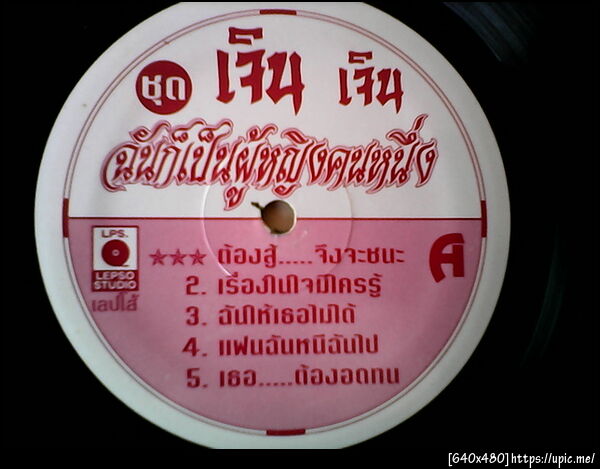 ชุด เจิน เจิน
ฉันก็เป็นผู้หญิงคนหนึ่ง
LPS.
LEPSO
STUDIO
เลปโส้
★★★ ต้องสู้.....จึงจะชนะ
A
2. เรื่องในใจมีใครรู้
3. ฉันให้เธอไม่ได้
4. แฟนฉันหนีฉันไป
5. เธอ.....ต้องอดทน
[640x480]https://upic.me/